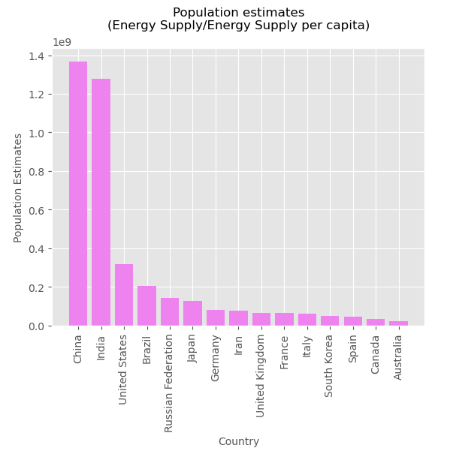 Population estimates
(Energy Supply/Energy Supply per capita)
1e9
1.4
1.2
1.0
0.8
0.6
0.4
0.2
0.0
Population Estimates
China
India
United States
Brazil
Russian Federation
Japan
Germany
Iran
United Kingdom
France
Italy
South Korea
Spain
Canada
Australia
Country